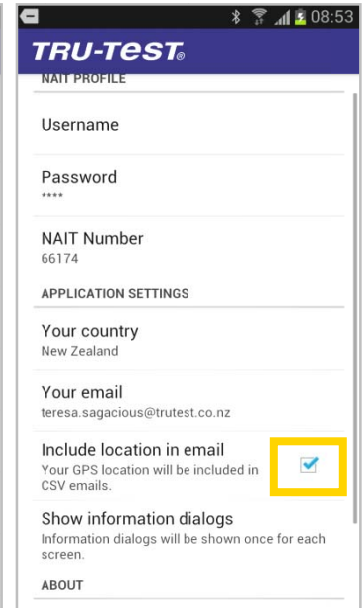 08:53
TRU-TEST®
NAIT PROFILE
Username
Password
****
NAIT Number
66174
APPLICATION SETTINGS
Your country
New Zealand
Your email
teresa.sagacious@trutest.co.nz
Include location in email
Your GPS location will be included in
CSV emails.
Show information dialogs
Information dialogs will be shown once for each
screen.
ABOUT